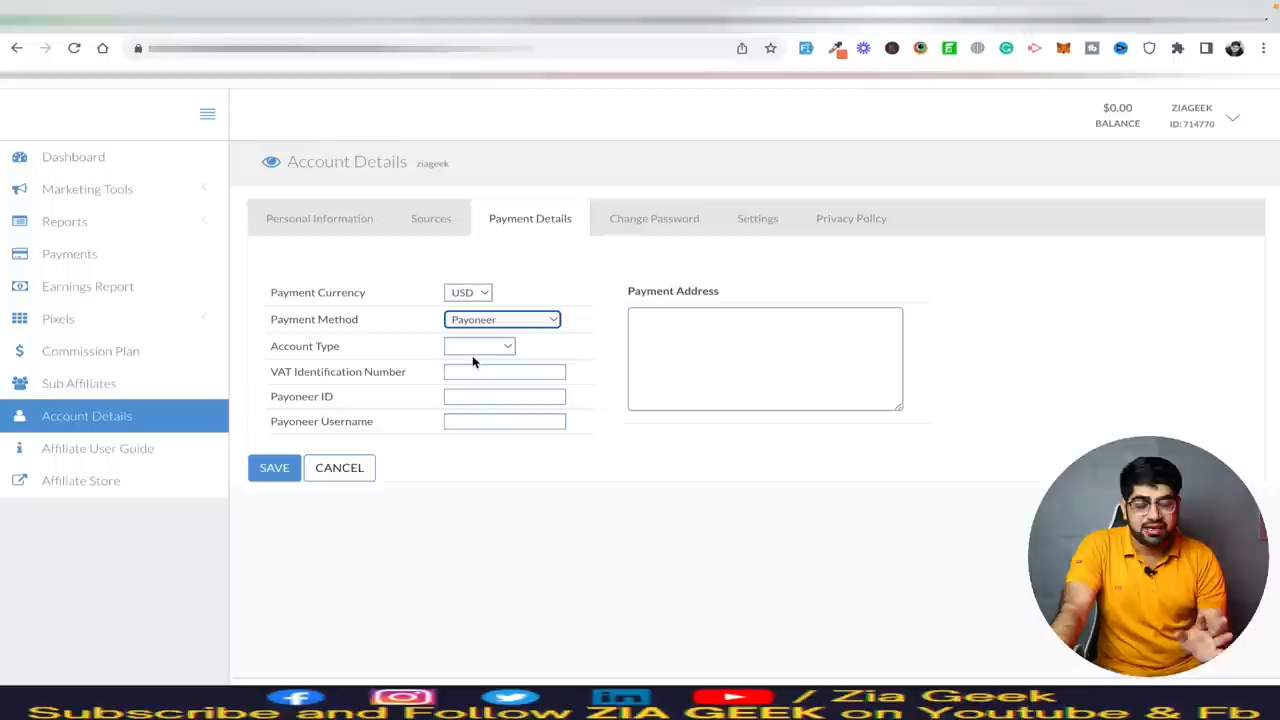 $0.00
BALANCE
ZIAGEEK
ID: 714770
Dashboard
Marketing Tools
Reports
Payments
Earnings Report
Pixels
Commission Plan
Sub Affiliates
Account Details
Affiliate User Guide
Affiliate Store
Account Details ziageek
Personal Information Sources Payment Details Change Password Settings Privacy Policy
Payment Currency USD
Payment Method Payoneer
Account Type
VAT Identification Number
Payoneer ID
Payoneer Username
Payment Address
SAVE CANCEL
/ Zia Geek
Subscribe and Follow ZIA GEEK on Youtube & Fb